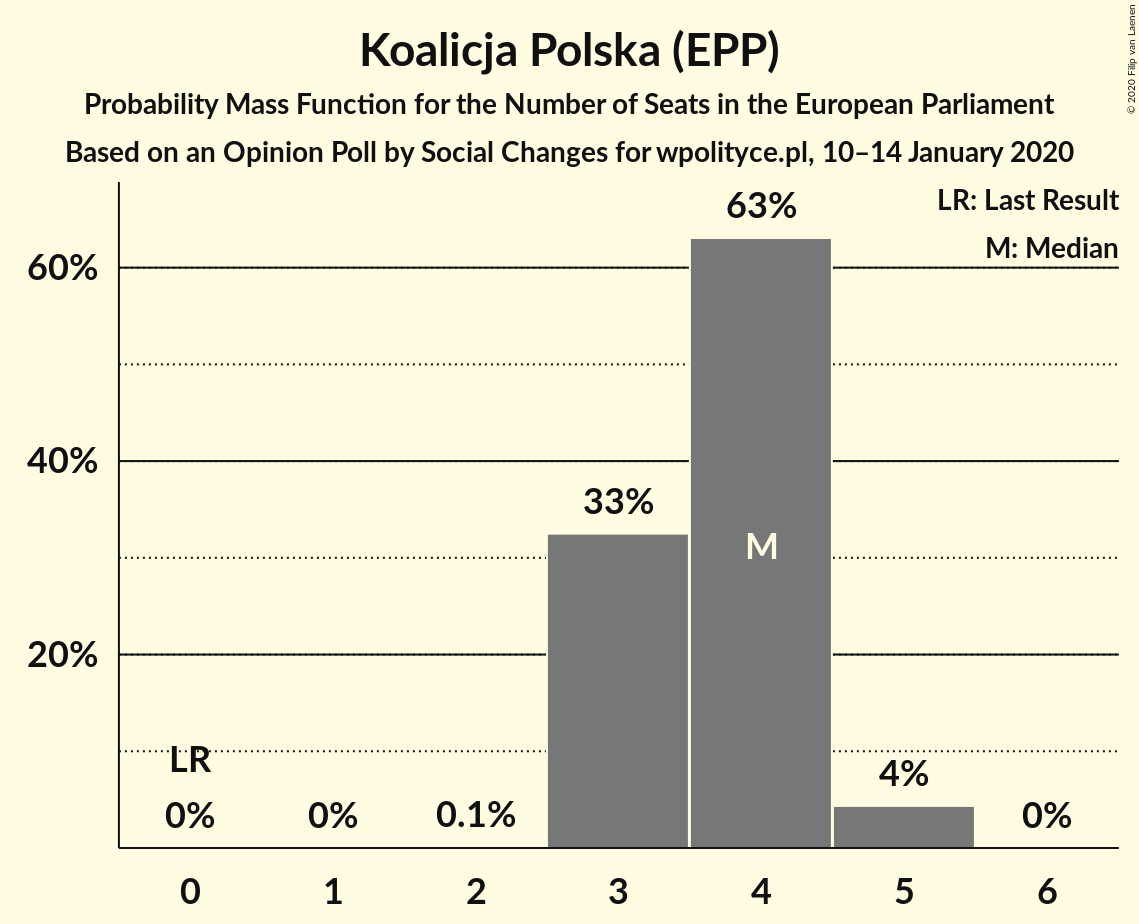 Koalicja Polska (EPP)
Probability Mass Function for the Number of Seats in the European Parliament
Based on an Opinion Poll by Social Changes for wpolityce.pl, 10–14 January 2020
© 2020 Filip van Laenen
LR: Last Result
M: Median
60%
40%
20%
LR
0%
0%
0.1%
33%
63%
M
4%
0%
0 1 2 3 4 5 6